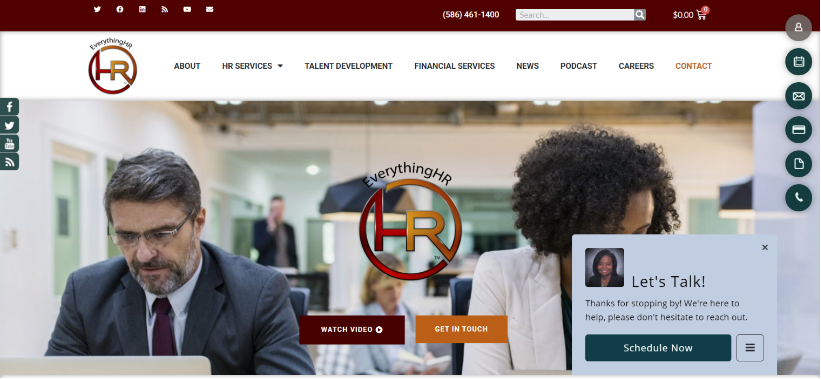 (586) 461-1400
Search...
$0.00
0
EverythingHR
HR
ABOUT
HR SERVICES
TALENT DEVELOPMENT
FINANCIAL SERVICES
NEWS
PODCAST
CAREERS
CONTACT
You
Tube
EverythingHR
HR
TM
×
Let's Talk!
Thanks for stopping by! We're here to
help, please don't hesitate to reach out.
WATCH VIDEO
GET IN TOUCH
Schedule Now